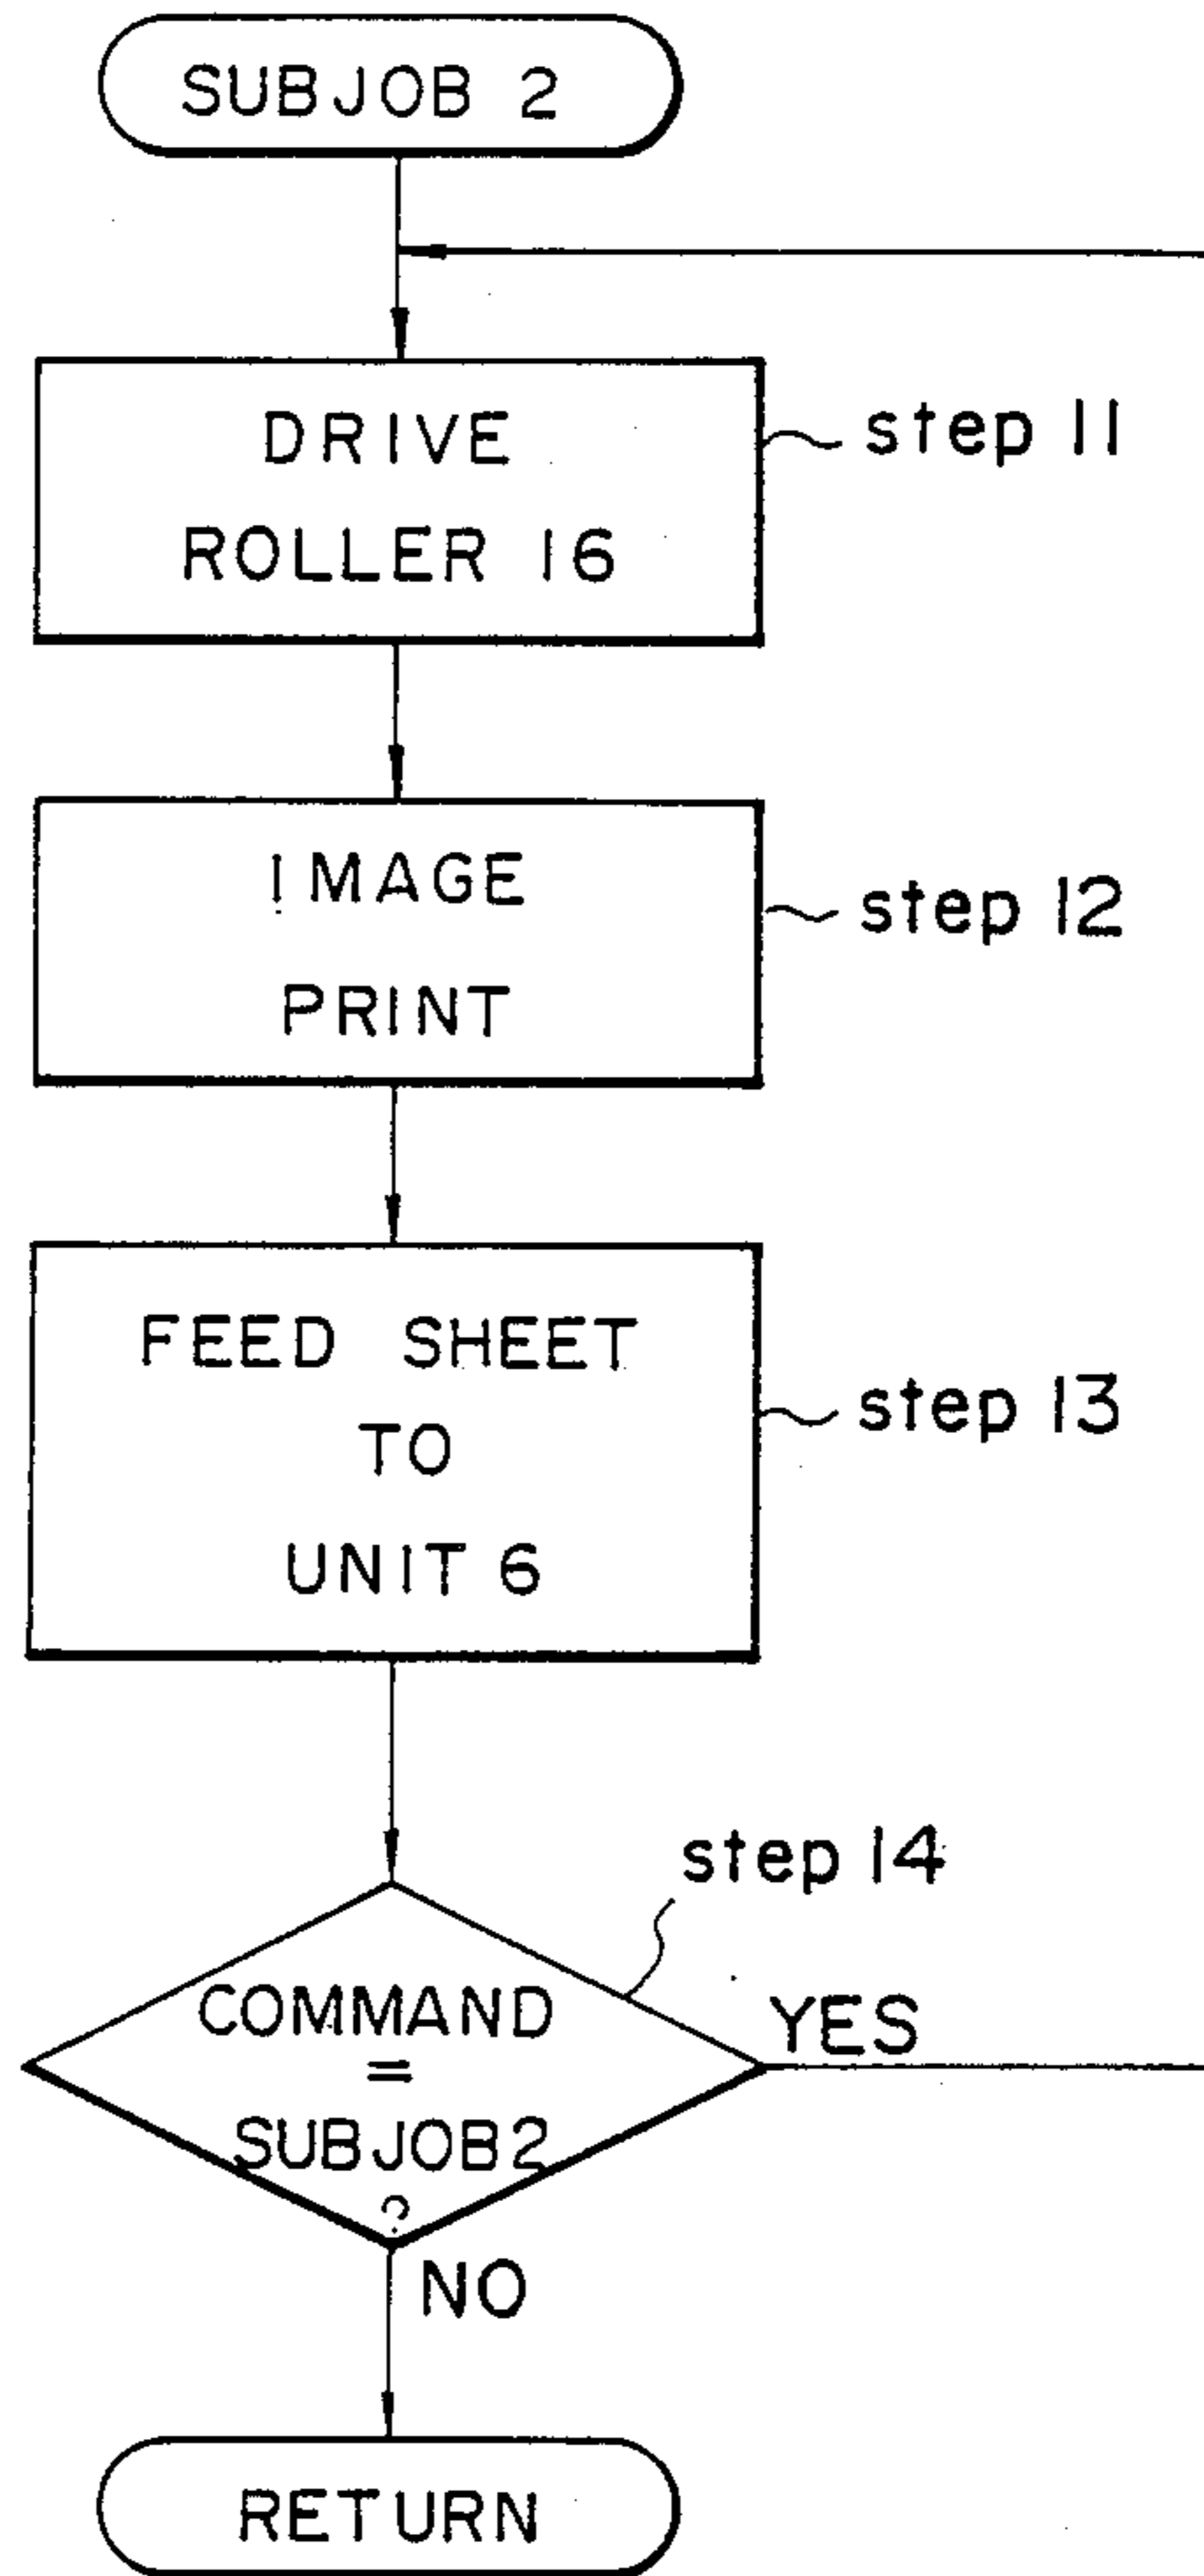 SUBJOB 2
DRIVE
ROLLER 16
step 11
IMAGE
PRINT
step 12
FEED SHEET
TO
UNIT 6
step 13
step 14
COMMAND
=
SUBJOB2
?
YES
NO
RETURN